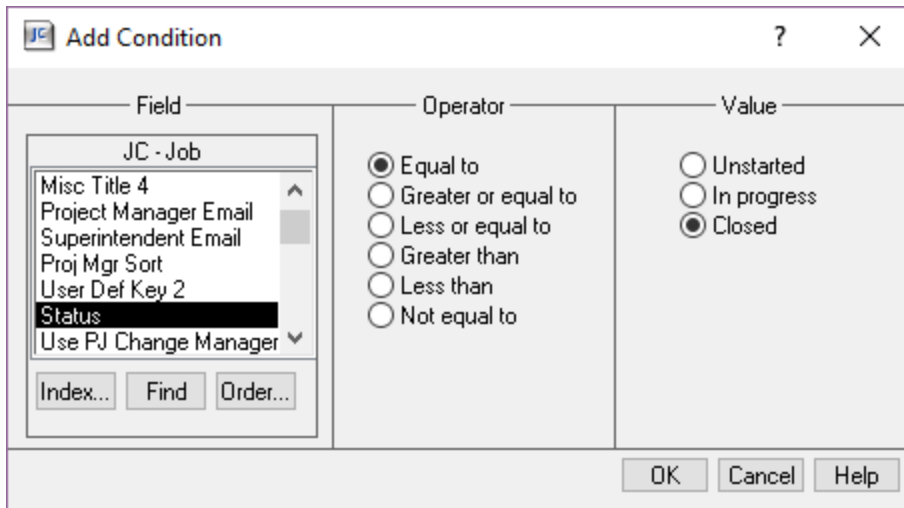 JC Add Condition ?
Field
Operator
Value
JC - Job
Misc Title 4
Project Manager Email
Superintendent Email
Proj Mgr Sort
User Def Key 2
Status
Use PJ Change Manager
Index... Find Order...
Equal to
Greater or equal to
Less or equal to
Greater than
Less than
Not equal to
Unstarted
In progress
Closed
OK Cancel Help